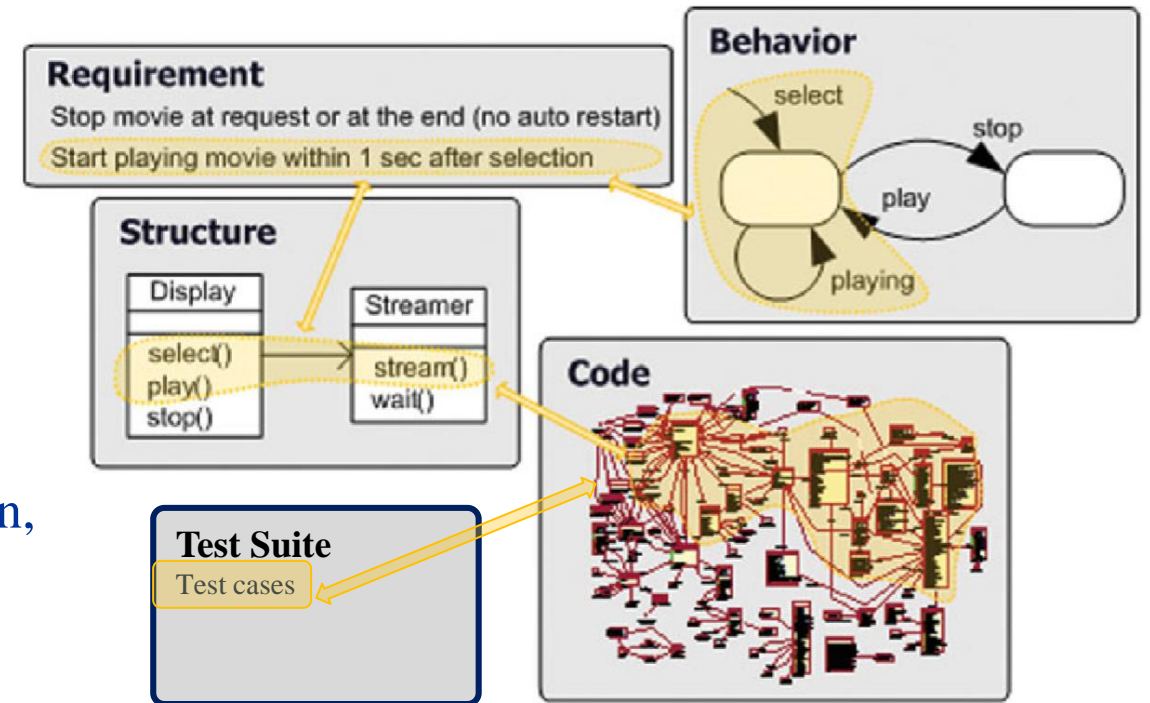 Requirement
Stop movie at request or at the end (no auto restart)
Start playing movie within 1 sec after selection
Behavior
select
stop
play
playing
Structure
Display
select()
play()
stop()
Streamer
stream()
wait()
Code
n,
Test Suite
Test cases